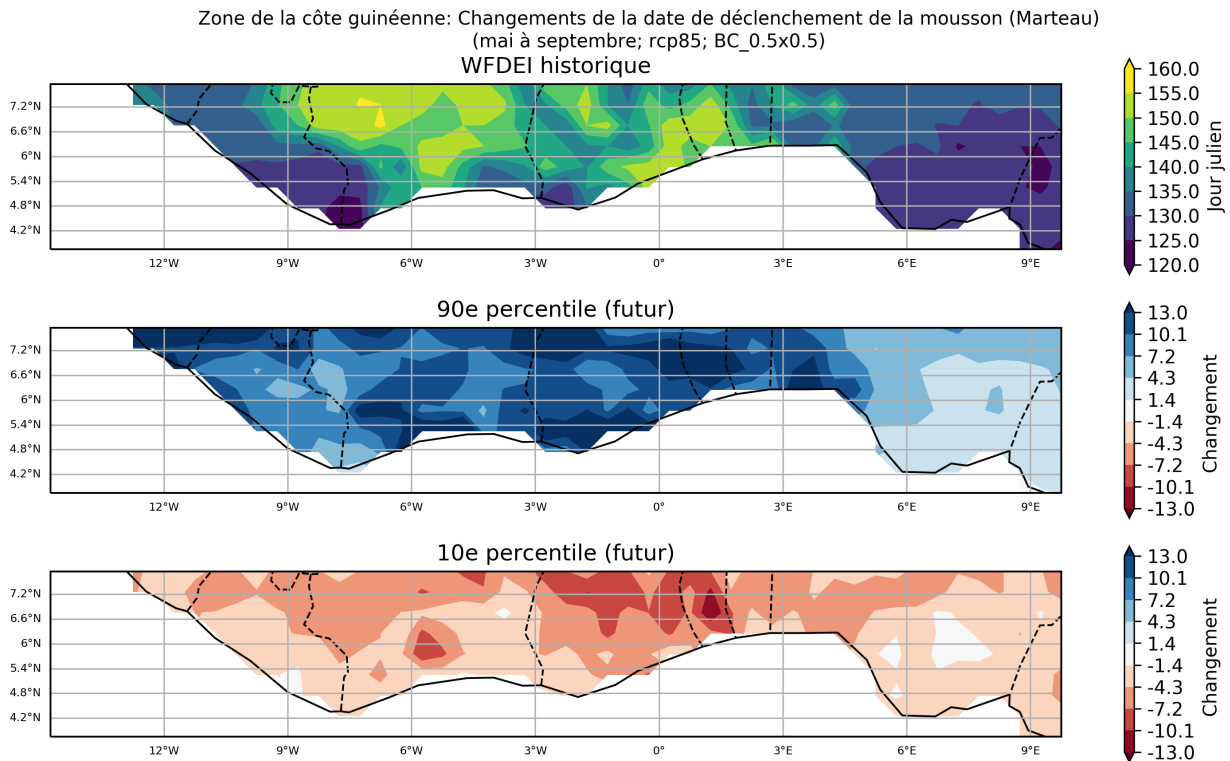 Zone de la côte guinéenne: Changements de la date de déclenchement de la mousson (Marteau)
(mai à septembre; rcp85; BC_0.5x0.5)
WFDEI historique
7.2°N
6.6°N
6°N
5.4°N
4.8°N
4.2°N
12°W 9°W 6°W 3°W 0° 3°E 6°E 9°E
160.0
155.0
150.0
145.0
140.0
135.0
130.0
125.0
120.0
Jour julien
90e percentile (futur)
7.2°N
6.6°N
6°N
5.4°N
4.8°N
4.2°N
12°W 9°W 6°W 3°W 0° 3°E 6°E 9°E
13.0
10.1
7.2
4.3
1.4
-1.4
-4.3
-7.2
-10.1
-13.0
Changement
10e percentile (futur)
7.2°N
6.6°N
6°N
5.4°N
4.8°N
4.2°N
12°W 9°W 6°W 3°W 0° 3°E 6°E 9°E
13.0
10.1
7.2
4.3
1.4
-1.4
-4.3
-7.2
-10.1
-13.0
Changement